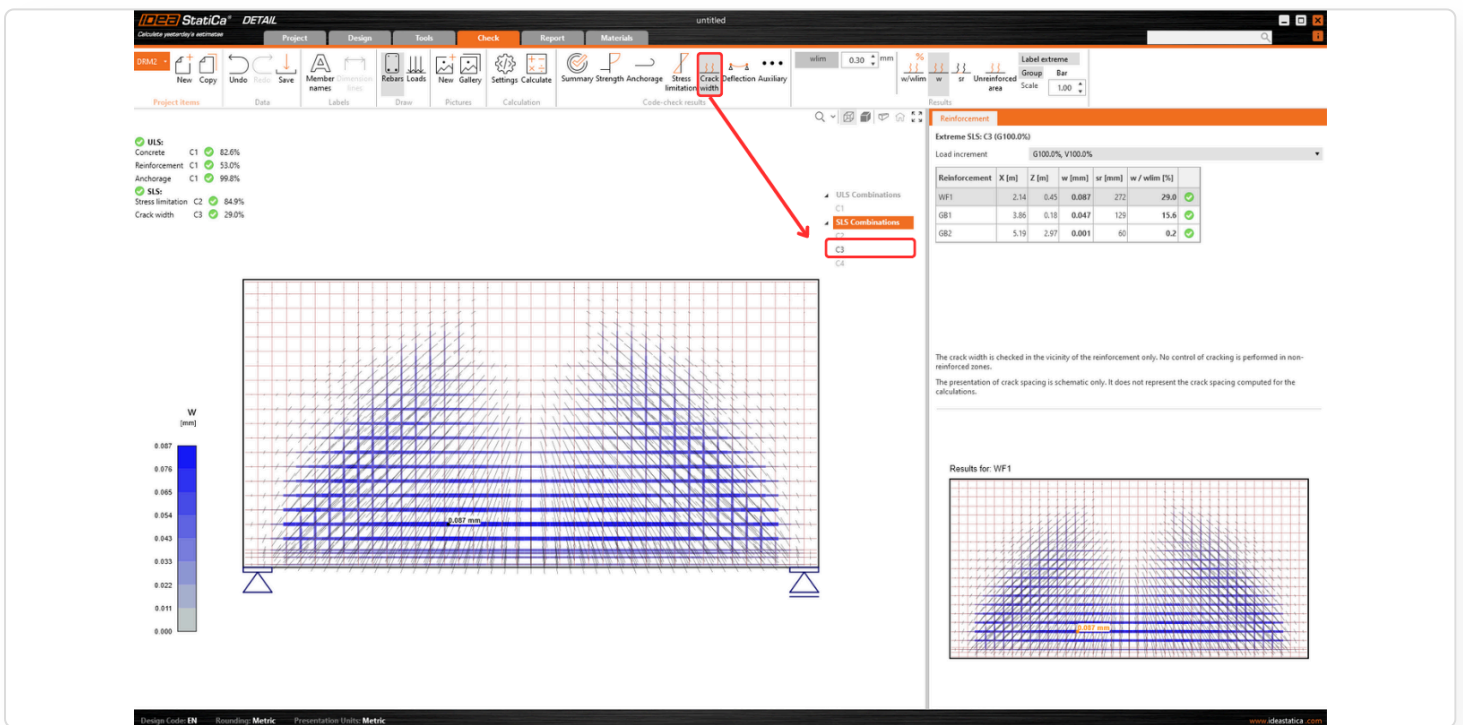 IDEA StatiCa® DETAIL
Calculate yesterday's estimates
untitled
Project Design Tools Check Report Materials
DRM2
New Copy Undo Redo Save Member names Dimension lines Rebars Loads New Gallery Settings Calculate Summary Strength Anchorage Stress limitation Crack width Deflection Auxiliary
wlim 0.30 mm
% w/wlim w sr Unreinforced area
Label extreme
Group Bar
Scale 1.00
Project items Data Labels Draw Pictures Calculation Code-check results Results
ULS:
Concrete C1 82.6%
Reinforcement C1 53.0%
Anchorage C1 99.8%
SLS:
Stress limitation C2 84.9%
Crack width C3 29.0%
ULS Combinations
C1
SLS Combinations
C2
C3
C4
W
[mm]
0.087
0.076
0.065
0.054
0.043
0.033
0.022
0.011
0.000
0.087 mm
Reinforcement
Extreme SLS: C3 (G100.0%)
Load increment G100.0%, V100.0%
Reinforcement X [m] Z [m] w [mm] sr [mm] w / wlim [%]
WF1 2.14 0.45 0.087 272 29.0
GB1 3.86 0.18 0.047 129 15.6
GB2 5.19 2.97 0.001 60 0.2
The crack width is checked in the vicinity of the reinforcement only. No control of cracking is performed in non-
reinforced zones.
The presentation of crack spacing is schematic only. It does not represent the crack spacing computed for the
calculations.
Results for: WF1
0.087 mm
Design Code: EN Rounding: Metric Presentation Units: Metric
www.ideastatica.com